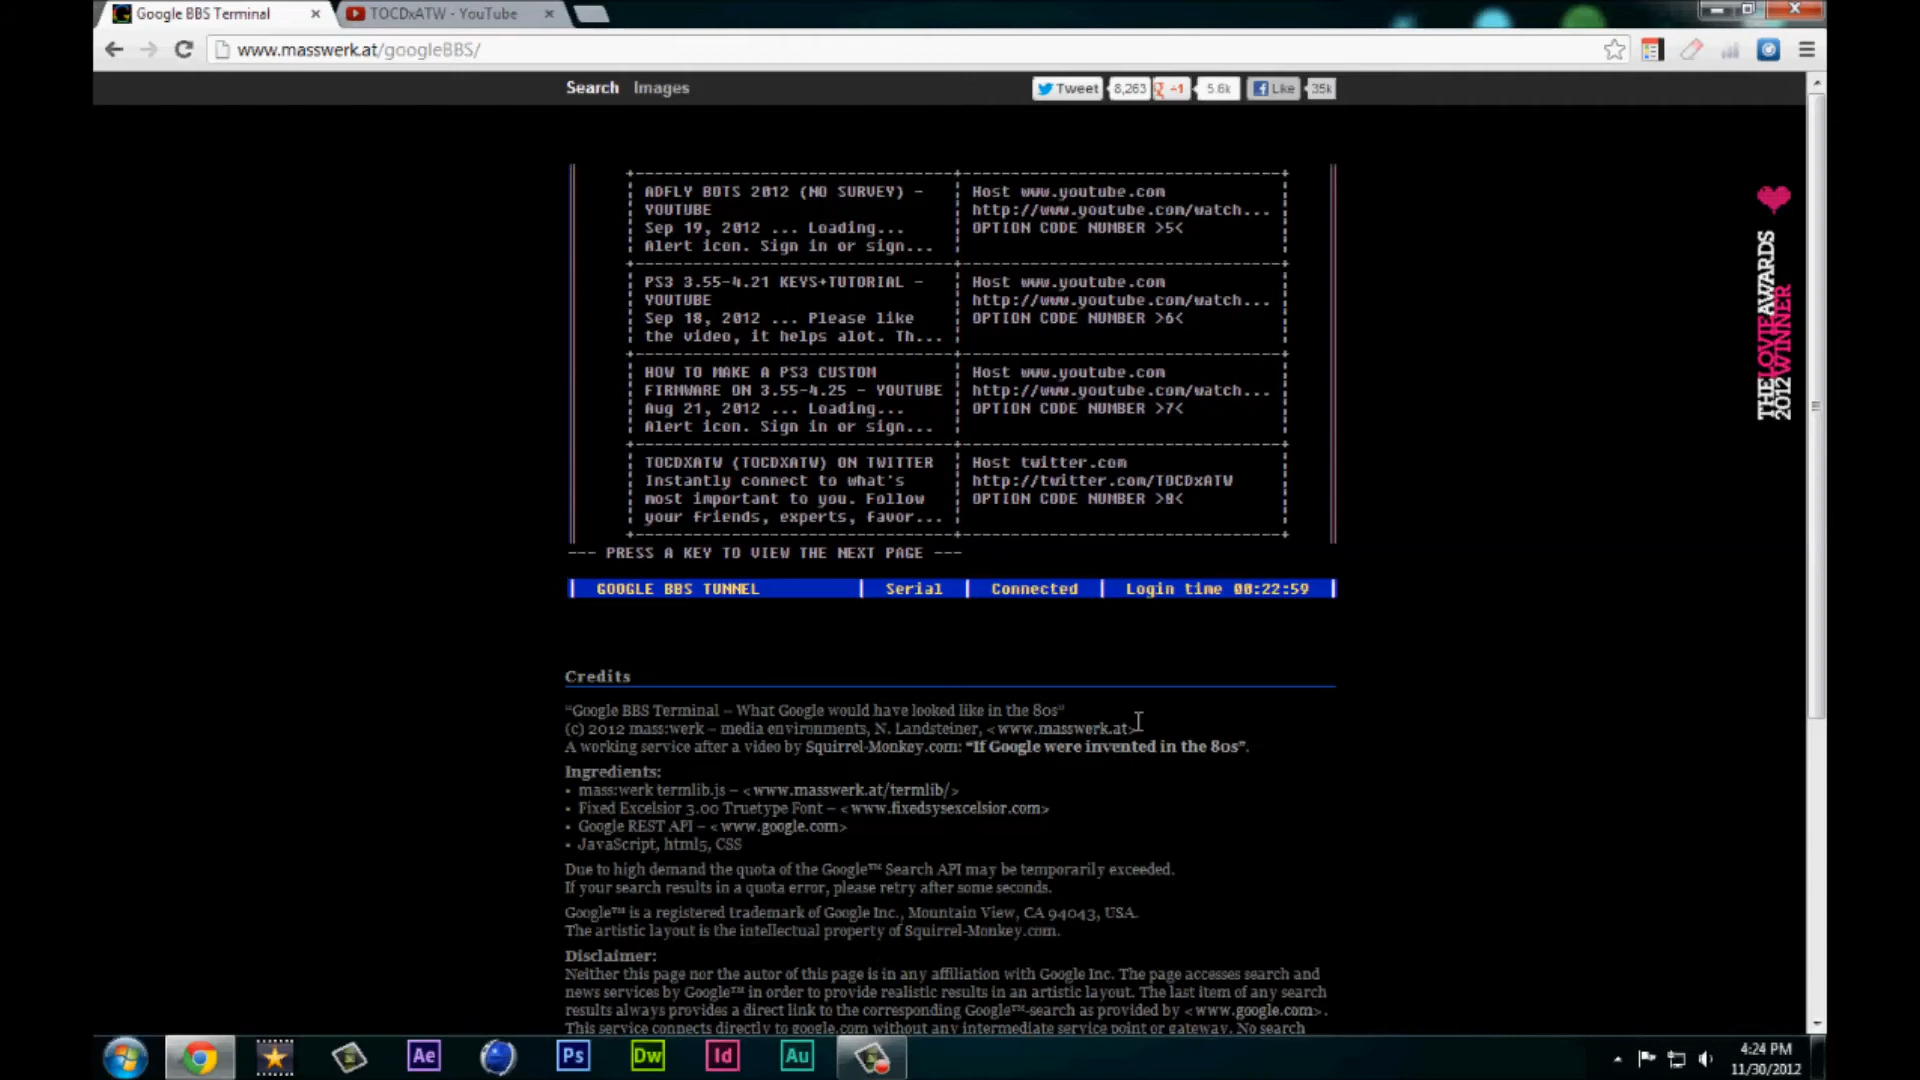 Google BBS Terminal
TOCDxATW - YouTube
www.masswerk.at/googleBBS/
Search Images
Tweet 8,263 +1 5.6k Like 35k
ADFLY BOTS 2012 (NO SURVEY) -
YOUTUBE
Sep 19, 2012 ... Loading...
Alert icon. Sign in or sign...
Host www.youtube.com
http://www.youtube.com/watch...
OPTION CODE NUMBER >5<
PS3 3.55-4.21 KEYS+TUTORIAL -
YOUTUBE
Sep 18, 2012 ... Please like
the video, it helps alot. Th...
Host www.youtube.com
http://www.youtube.com/watch...
OPTION CODE NUMBER >6<
HOW TO MAKE A PS3 CUSTOM
FIRMWARE ON 3.55-4.25 - YOUTUBE
Aug 21, 2012 ... Loading...
Alert icon. Sign in or sign...
Host www.youtube.com
http://www.youtube.com/watch...
OPTION CODE NUMBER >7<
TOCDXATW (TOCDXATW) ON TWITTER
Instantly connect to what's
most important to you. Follow
your friends, experts, favor...
Host twitter.com
http://twitter.com/TOCDxATW
OPTION CODE NUMBER >8<
--- PRESS A KEY TO VIEW THE NEXT PAGE ---
GOOGLE BBS TUNNEL | Serial | Connected | Login time 00:22:59
THELOVIEAWARDS
2012 WINNER
Credits
“Google BBS Terminal – What Google would have looked like in the 80s”
(c) 2012 mass:werk – media environments, N. Landsteiner, <www.masswerk.at>
A working service after a video by Squirrel-Monkey.com: “If Google were invented in the 80s”.
Ingredients:
• mass:werk termlib.js – <www.masswerk.at/termlib/>
• Fixed Excelsior 3.00 Truetype Font – <www.fixedsysexcelsior.com>
• Google REST API – <www.google.com>
• JavaScript, html5, CSS
Due to high demand the quota of the Google™ Search API may be temporarily exceeded.
If your search results in a quota error, please retry after some seconds.
Google™ is a registered trademark of Google Inc., Mountain View, CA 94043, USA.
The artistic layout is the intellectual property of Squirrel-Monkey.com.
Disclaimer:
Neither this page nor the autor of this page is in any affiliation with Google Inc. The page accesses search and
news services by Google™ in order to provide realistic results in an artistic layout. The last item of any search
results always provides a direct link to the corresponding Google™-search as provided by <www.google.com>.
This service connects directly to google.com without any intermediate service point or gateway. No search
Ae
Ps
Dw
Id
Au
4:24 PM
11/30/2012